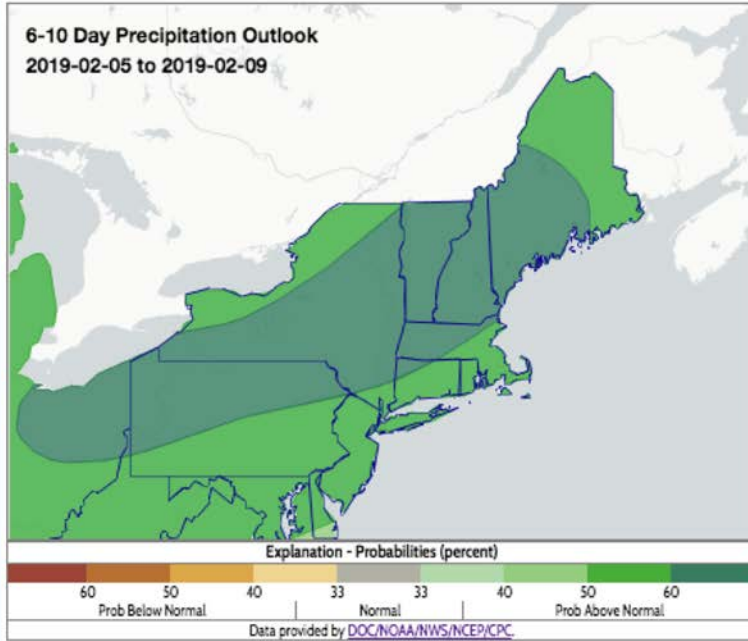 6-10 Day Precipitation Outlook
2019-02-05 to 2019-02-09
Explanation - Probabilities (percent)
60 50 40 33 33 40 50 60
Prob Below Normal | Normal | Prob Above Normal
Data provided by DOC/NOAA/NWS/NCEP/CPC.